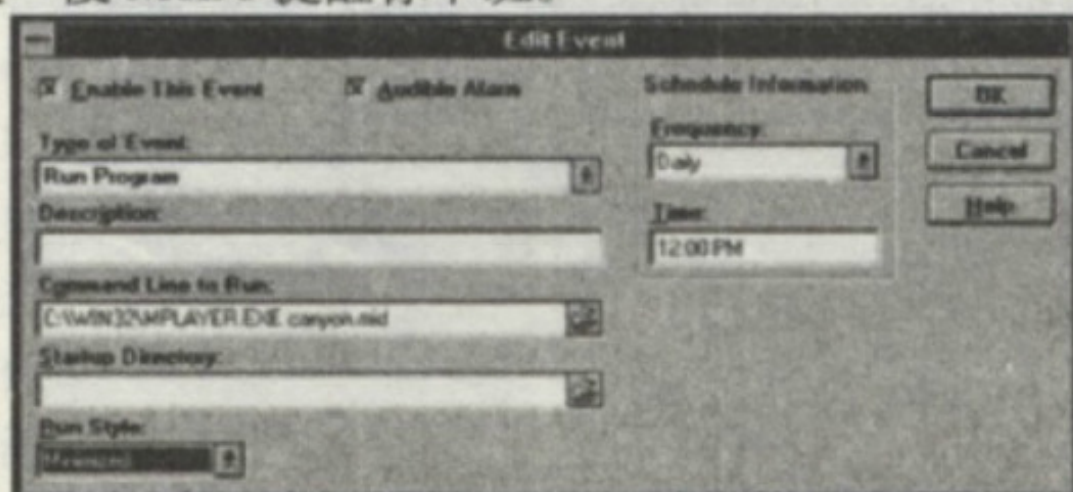 Edit Event
Enable This Event
Audible Alarm
Type of Event:
Run Program
Description:
Command Line to Run:
C:\WIN32\MPLAYER.EXE canyon.mid
Startup Directory:
Run Style:
Minimized
Schedule Information
Frequency:
Daily
Time:
12:00 PM
OK
Cancel
Help